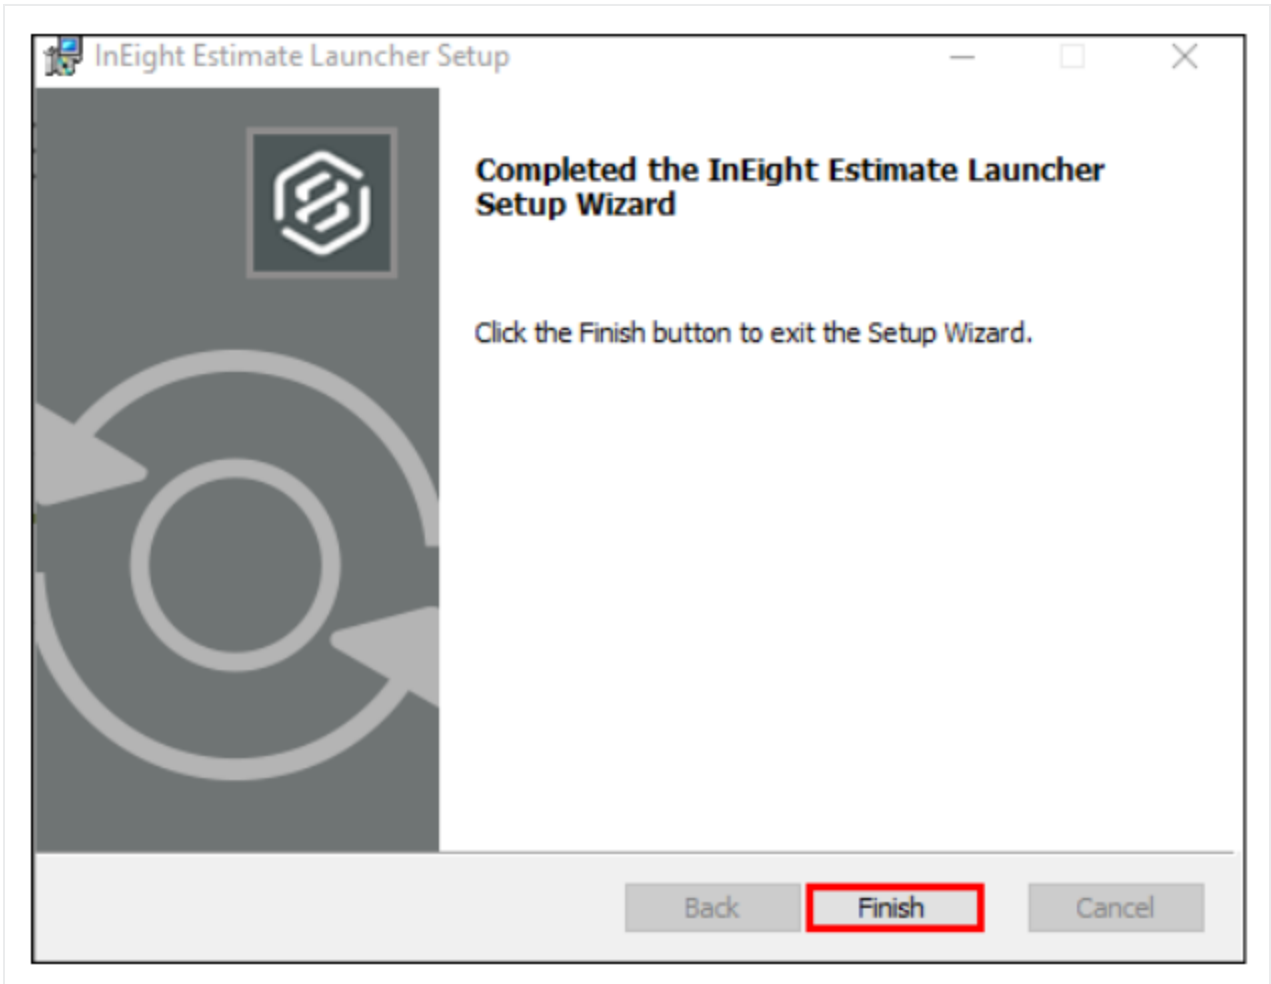 InEight Estimate Launcher Setup
Completed the InEight Estimate Launcher
Setup Wizard
Click the Finish button to exit the Setup Wizard.
Back
Finish
Cancel